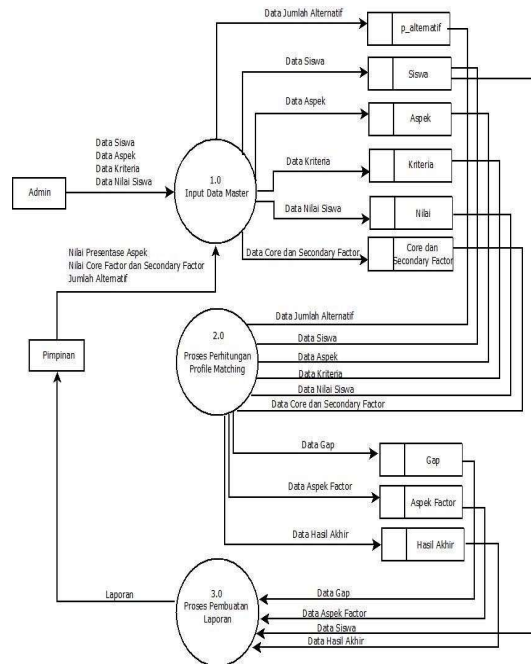 Data Jumlah Alternatif
p_alternatif
Data Siswa
Siswa
Data Aspek
Aspek
Data Siswa
Data Aspek
Data Kriteria
Data Nilai Siswa
Admin
1.0
Input Data Master
Data Kriteria
Kriteria
Data Nilai Siswa
Nilai
Data Core dan Secondary Factor
Core dan
Secondary Factor
Nilai Presentase Aspek
Nilai Core Factor dan Secondary Factor
Jumlah Alternatif
Pimpinan
2.0
Proses Perhitungan
Profile Matching
Data Jumlah Alternatif
Data Siswa
Data Aspek
Data Kriteria
Data Nilai Siswa
Data Core dan Secondary Factor
Data Gap
Gap
Data Aspek Factor
Aspek Factor
Data Hasil Akhir
Hasil Akhir
Laporan
3.0
Proses Pembuatan
Laporan
Data Gap
Data Aspek Factor
Data Siswa
Data Hasil Akhir